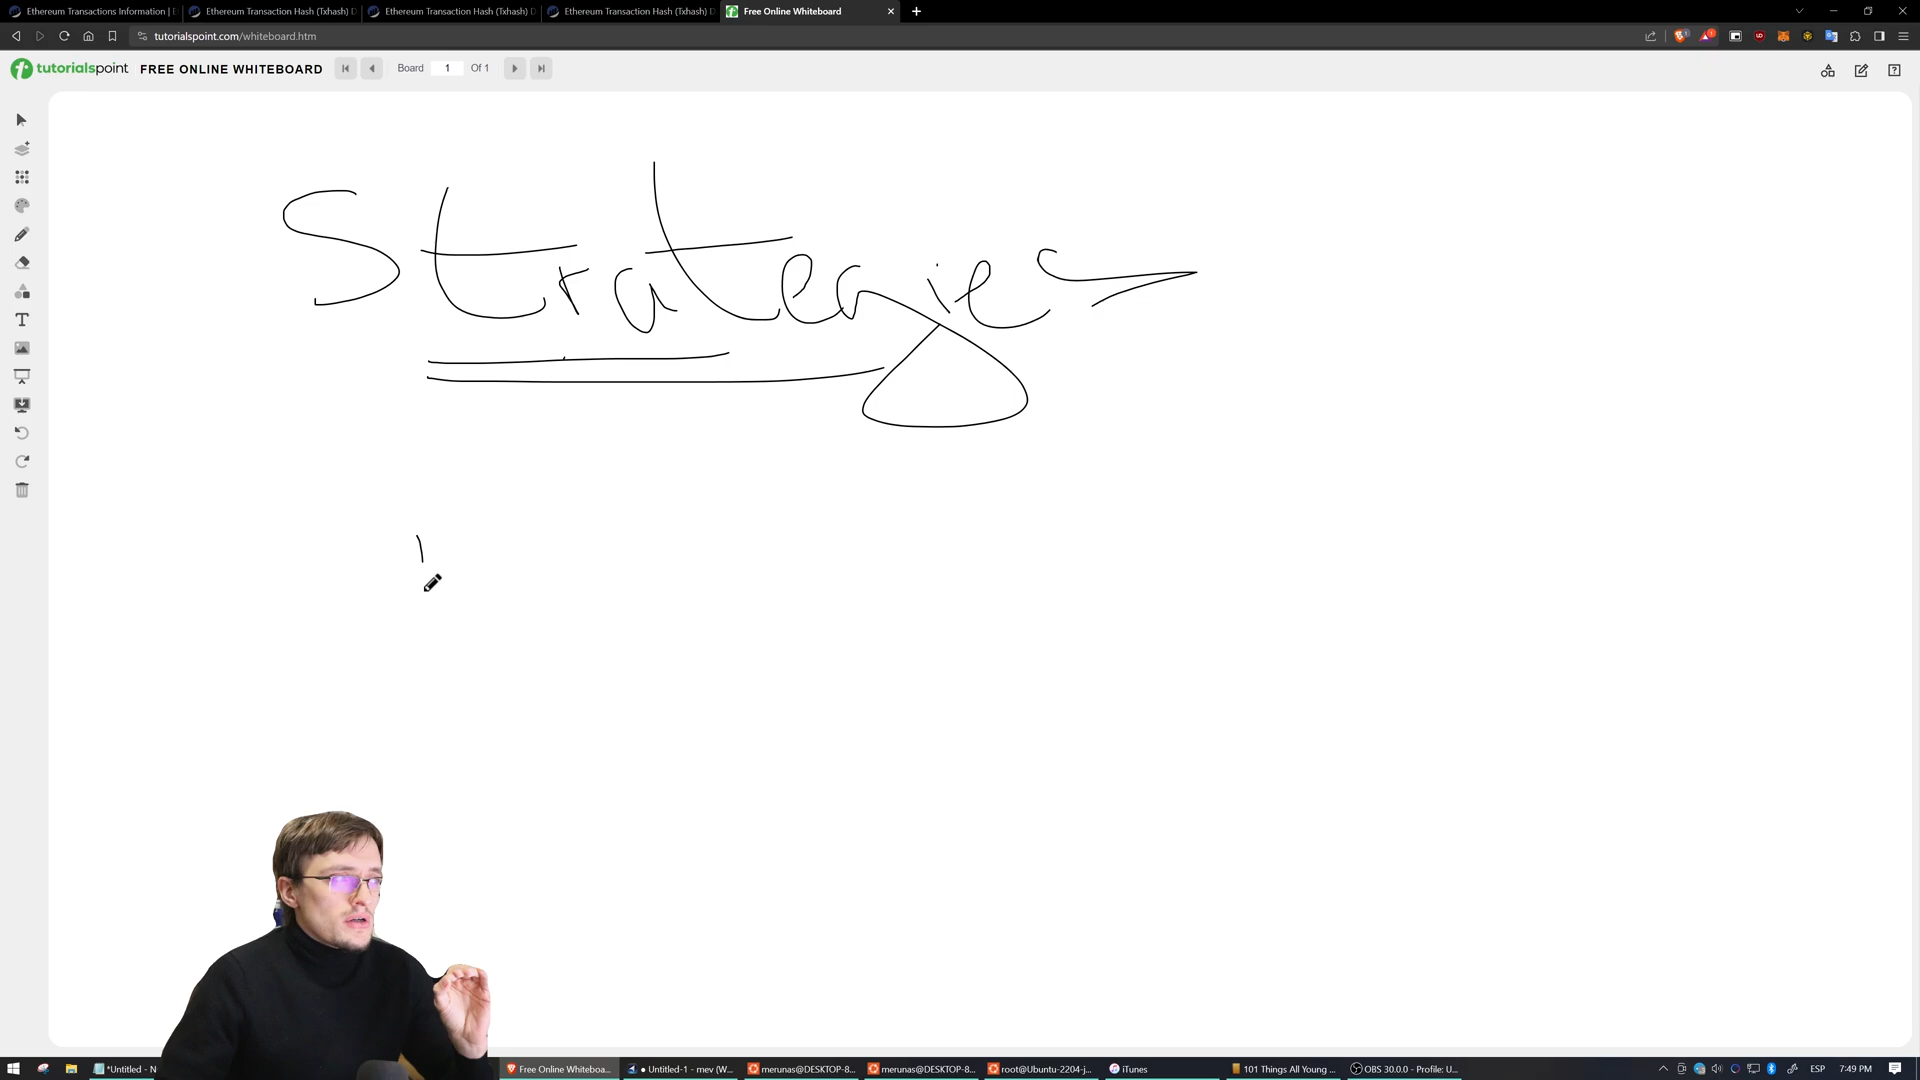 Ethereum Transactions Information | E
Ethereum Transaction Hash (Txhash) D
Ethereum Transaction Hash (Txhash) D
Ethereum Transaction Hash (Txhash) D
Free Online Whiteboard
tutorialspoint.com/whiteboard.htm
tutorialspoint FREE ONLINE WHITEBOARD Board 1 Of 1
Strategies
*Untitled - N
Free Online Whiteboa...
Untitled-1 - mev (W...
merunas@DESKTOP-8...
merunas@DESKTOP-8...
root@Ubuntu-2204-j...
iTunes
101 Things All Young ...
OBS 30.0.0 - Profile: U...
ESP
7:49 PM